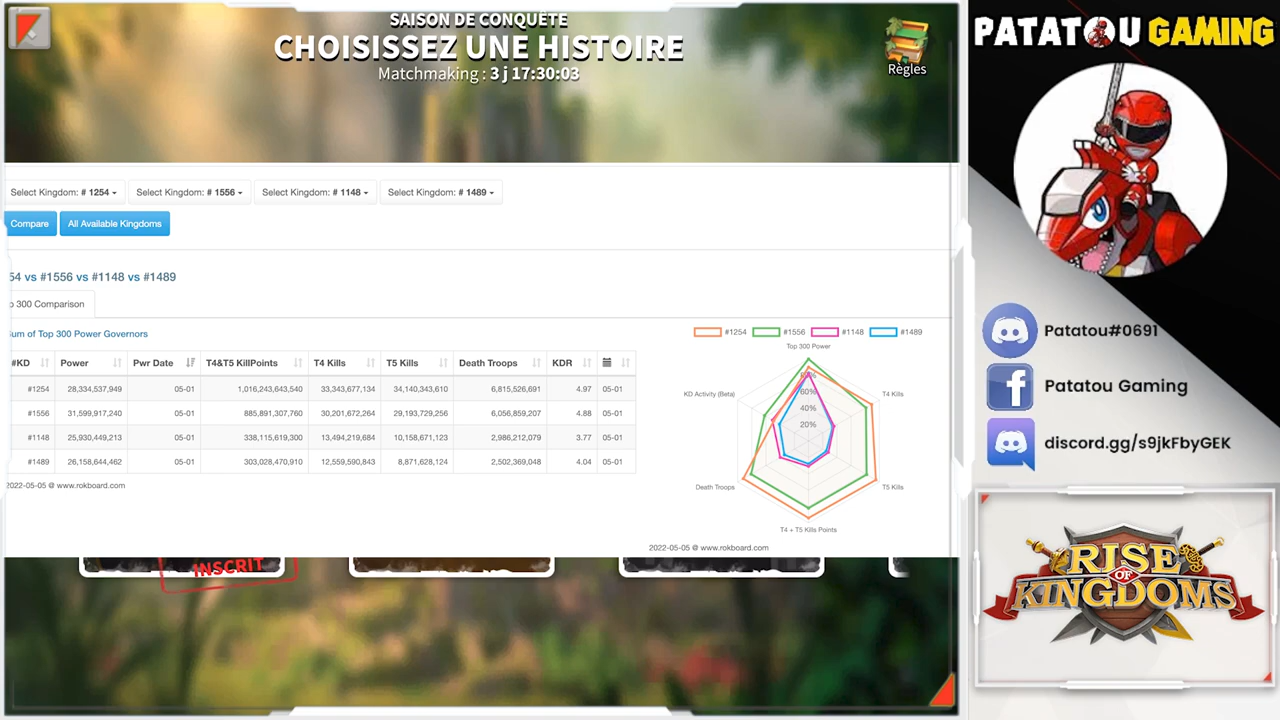 SAISON DE CONQUÊTE
CHOISISSEZ UNE HISTOIRE
Matchmaking : 3 j 17:30:03
Règles
Select Kingdom: # 1254
Select Kingdom: # 1556
Select Kingdom: # 1148
Select Kingdom: # 1489
Compare
All Available Kingdoms
54 vs #1556 vs #1148 vs #1489
p 300 Comparison
Sum of Top 300 Power Governors
#KD Power Pwr Date T4&T5 KillPoints T4 Kills T5 Kills Death Troops KDR
#1254 28,334,537,949 05-01 1,016,243,643,540 33,343,677,134 34,140,343,610 6,815,526,691 4.97 05-01
#1556 31,599,917,240 05-01 885,891,307,760 30,201,672,264 29,193,729,256 6,056,859,207 4.88 05-01
#1148 25,930,449,213 05-01 338,115,619,300 13,494,219,684 10,158,671,123 2,986,212,079 3.77 05-01
#1489 26,158,644,462 05-01 303,028,470,910 12,559,590,843 8,871,628,124 2,502,369,048 4.04 05-01
2022-05-05 @ www.rokboard.com
#1254 #1556 #1148 #1489
Top 300 Power
60%
40%
20%
KD Activity (Beta)
T4 Kills
Death Troops
T5 Kills
T4 + T5 Kills Points
2022-05-05 @ www.rokboard.com
INSCRIT
PATATOU GAMING
Patatou#0691
Patatou Gaming
discord.gg/s9jkFbyGEK
RISE
OF
KINGDOMS